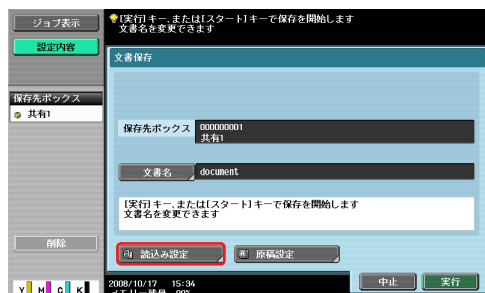 ジョブ表示
設定内容
保存先ボックス
共有1
削除
Y M C K
[実行]キー、または[スタート]キーで保存を開始します
文書名を変更できます
文書保存
保存先ボックス 000000001
共有1
文書名 document
[実行]キー、または[スタート]キーで保存を開始します
文書名を変更できます
読込み設定 原稿設定
2008/10/17 15:34
中止 実行